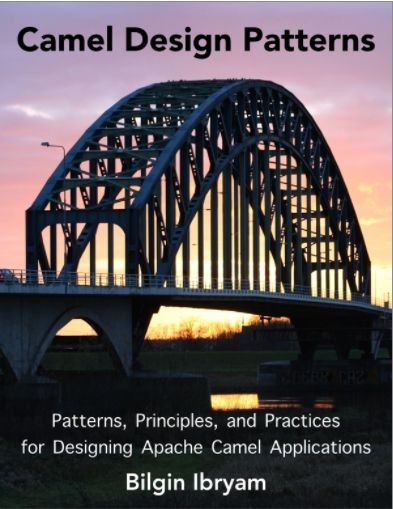 Camel Design Patterns
Patterns, Principles, and Practices
for Designing Apache Camel Applications
Bilgin Ibryam